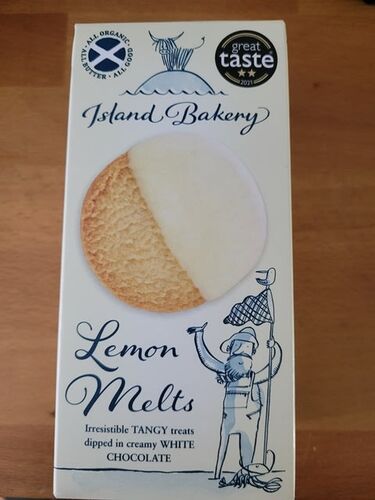 · ALL ORGANIC ·
ALL BUTTER · ALL GOOD
great
taste
★★
2021
Island Bakery
Lemon
Melts
Irresistible TANGY treats
dipped in creamy WHITE
CHOCOLATE